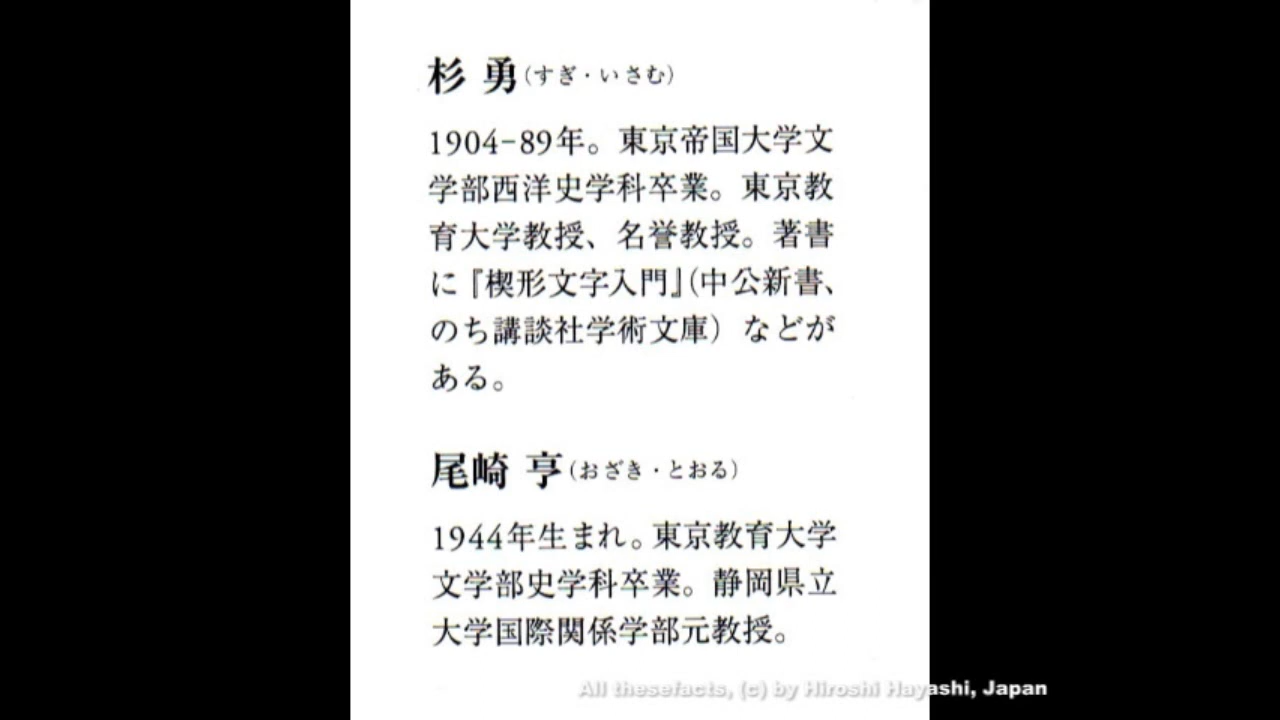 杉 勇(すぎ・いさむ)
1904-89年。東京帝国大学文
学部西洋史学科卒業。東京教
育大学教授、名誉教授。著書
に『楔形文字入門』(中公新書、
のち講談社学術文庫) などが
ある。
尾崎 亨(おざき・とおる)
1944年生まれ。東京教育大学
文学部史学科卒業。静岡県立
大学国際関係学部元教授。
All thesefacts, (c) by Hiroshi Hayashi, Japan